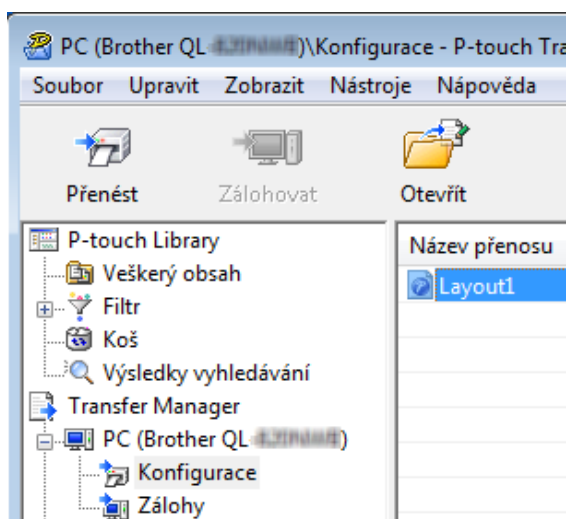 PC (Brother QL )\Konfigurace - P-touch Tra
Soubor Upravit Zobrazit Nástroje Nápověda
Přenést Zálohovat Otevřít
P-touch Library
Veškerý obsah
Filtr
Koš
Výsledky vyhledávání
Transfer Manager
PC (Brother QL )
Konfigurace
Zálohy
Název přenosu
Layout1